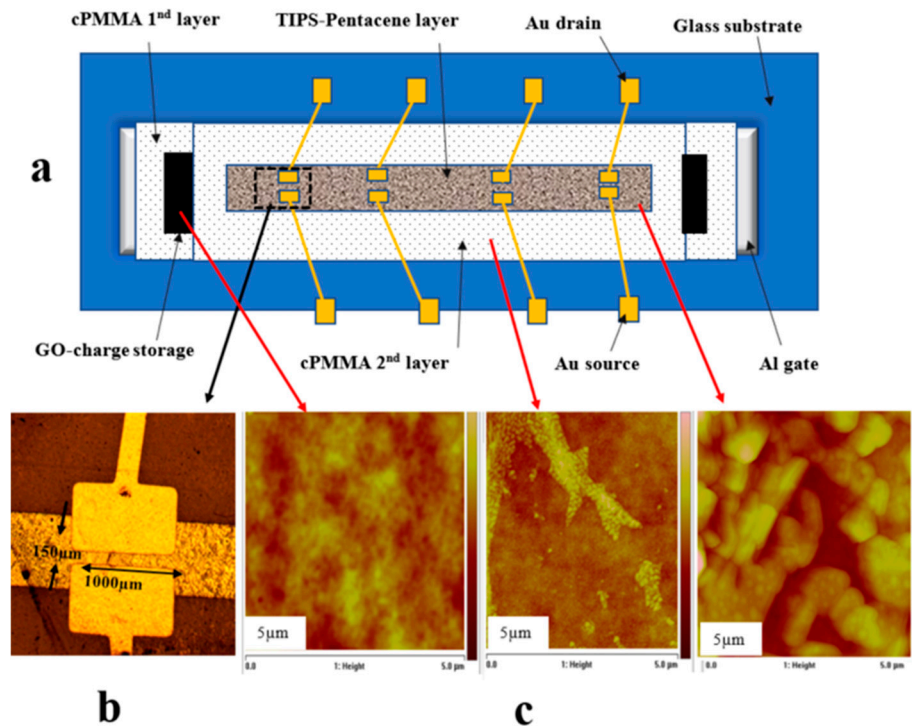 cPMMA 1nd layer
TIPS-Pentacene layer
Au drain
Glass substrate
a
GO-charge storage
cPMMA 2nd layer
Au source
Al gate
150µm
1000µm
5µm
0.0 1: Height 5.0 µm
5µm
0.0 1: Height 5.0 µm
5µm
0.0 1: Height 5.0 µm
b
c